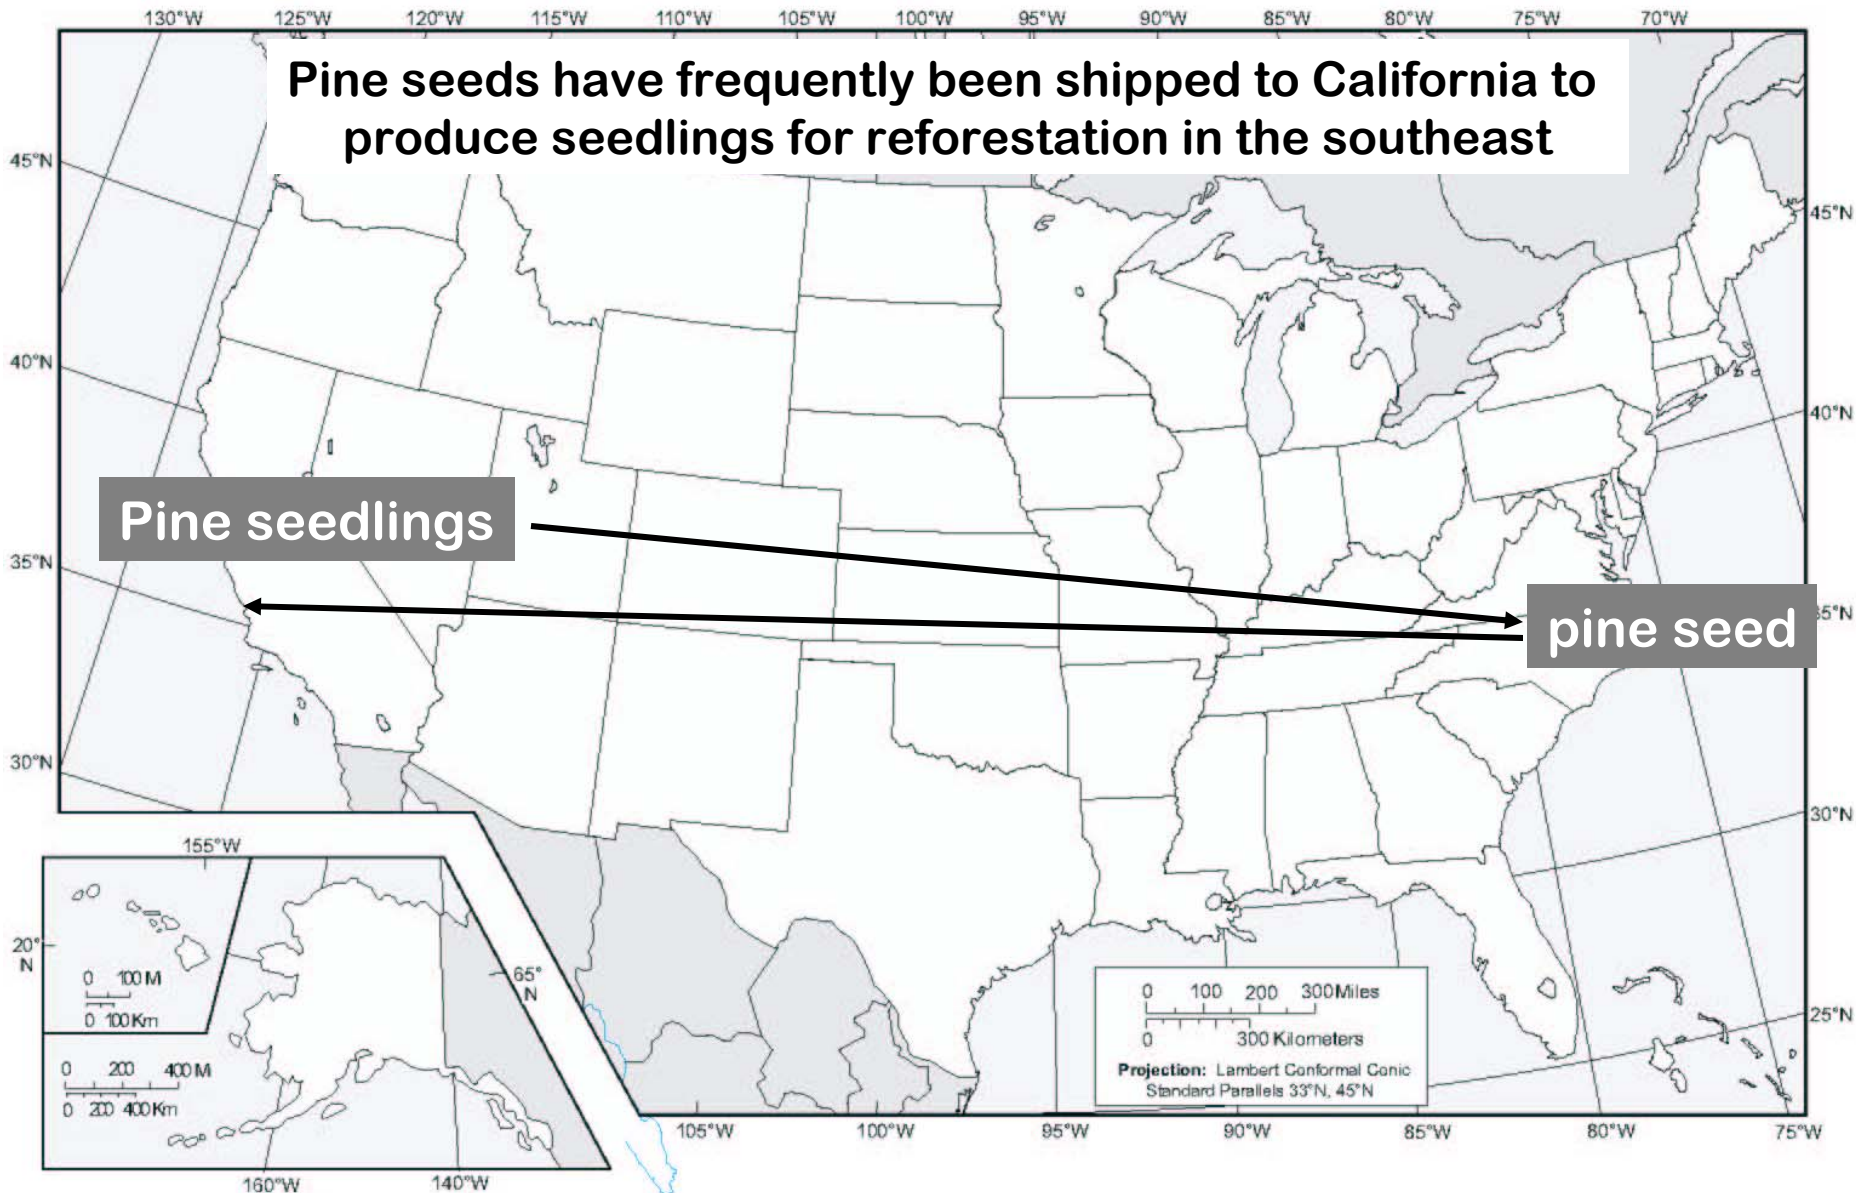 130°W 125°W 120°W 115°W 110°W 105°W 100°W 95°W 90°W 85°W 80°W 75°W 70°W
Pine seeds have frequently been shipped to California to
produce seedlings for reforestation in the southeast
45°N
45°N
40°N
40°N
Pine seedlings
35°N
35°N
pine seed
30°N
30°N
155°W
20°
N
0 100 M
0 100 Km
65°
N
0 200 400 M
0 200 400 Km
0 100 200 300 Miles
0 300 Kilometers
Projection: Lambert Conformal Conic
Standard Parallels 33°N, 45°N
25°N
105°W 100°W 95°W 90°W 85°W 80°W 75°W
160°W 140°W